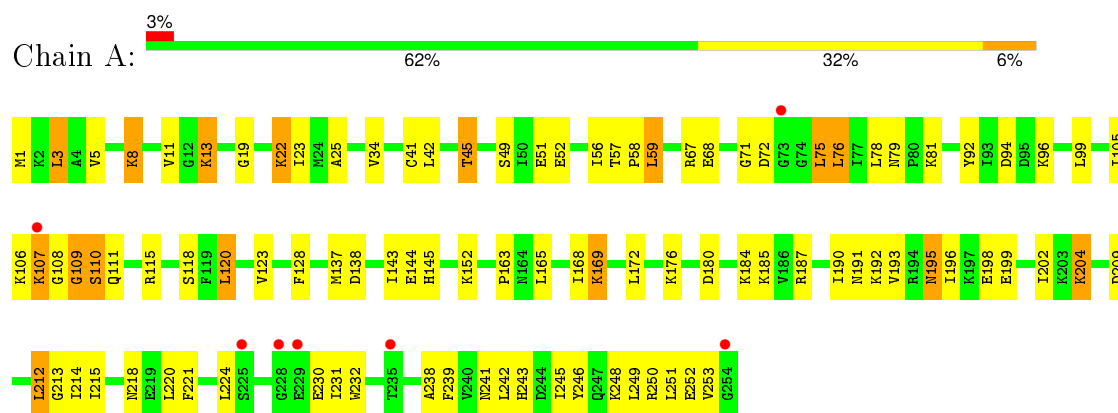 3%
Chain A:
62% 32% 6%
M1 K2 L3 A4 V5 K8 V11 G12 K13 G19 K22 I23 M24 A25 V34 C41 L42 T45 S49 I50 E51 E52 I56 T57 P58 L59 R67 E68 G71 D72 G73 G74 L75 L76 I77 L78 N79 P80 K81 Y92 I93 D94 D95 K96 L99 I105
K106 K107 G108 G109 S110 Q111 R115 S118 F119 L120 V123 F128 M137 D138 I143 E144 H145 K152 P163 N164 L165 I168 K169 L172 K176 D180 K184 K185 V186 R187 I190 N191 K192 V193 R194 N195 I196 K197 E198 E199 I202 K203 K204
L212 G213 I214 I215 N218 E219 L220 F221 L224 S225 G228 E229 E230 I231 W232 T235 A238 F239 V240 N241 L242 H243 D244 I245 Y246 Q247 K248 L249 R250 L251 E252 V253 G254